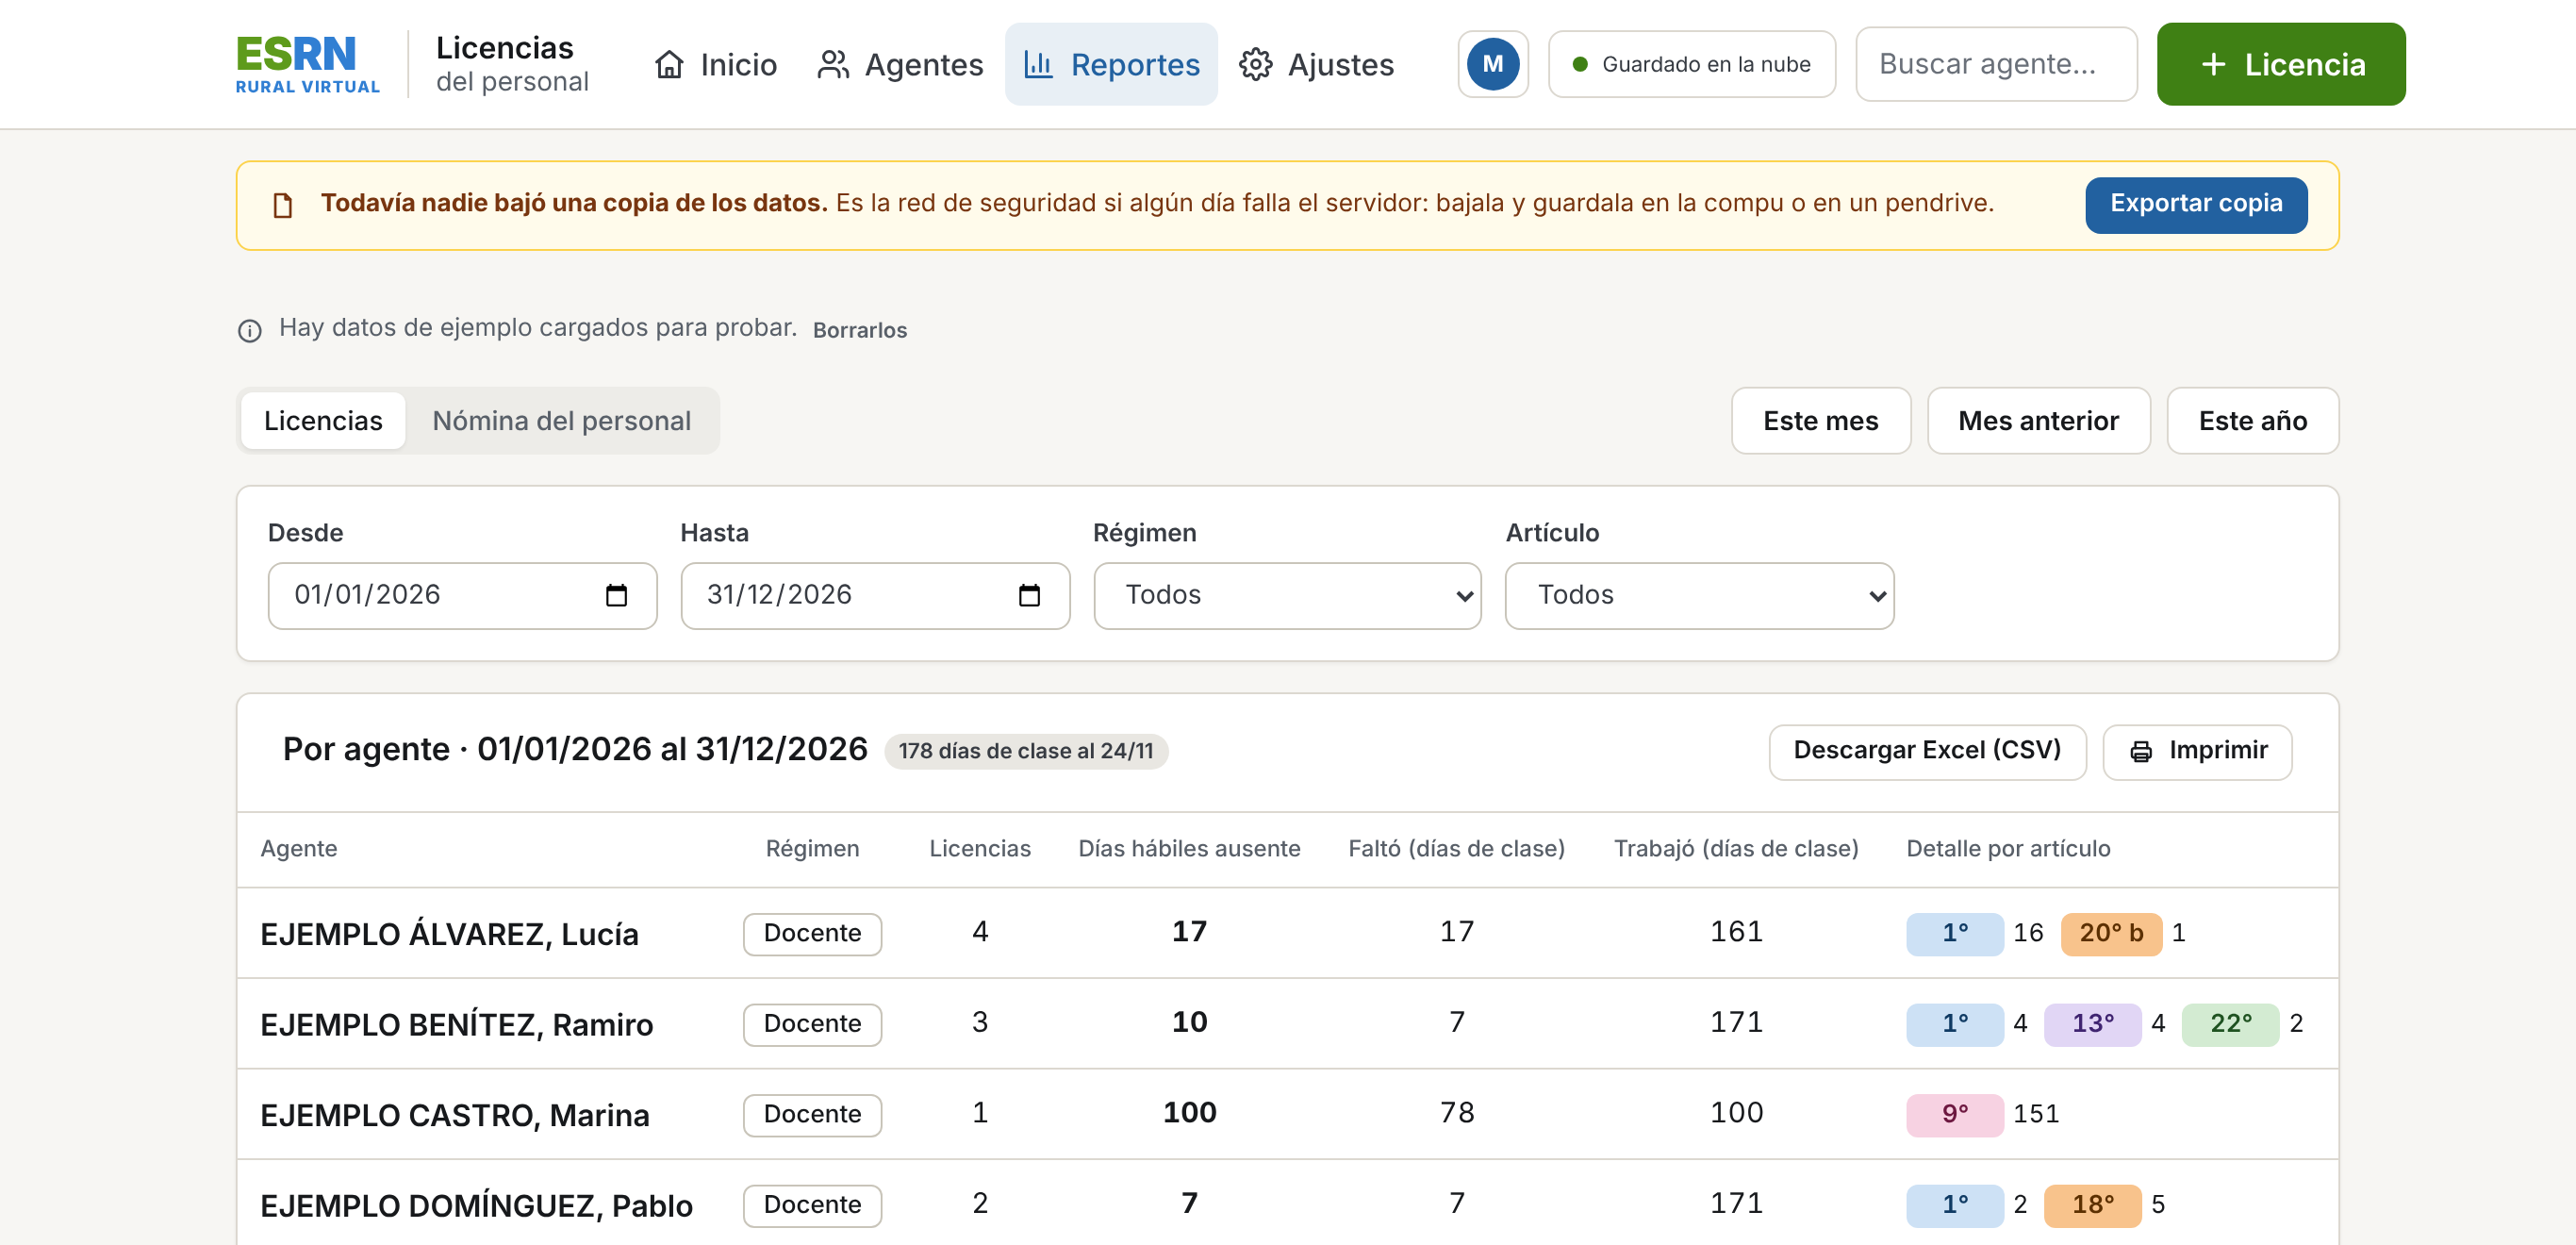 ESRN
RURAL VIRTUAL
Licencias
del personal
Inicio
Agentes
Reportes
Ajustes
M
Guardado en la nube
Buscar agente...
+ Licencia
Todavía nadie bajó una copia de los datos. Es la red de seguridad si algún día falla el servidor: bajala y guardala en la compu o en un pendrive.
Exportar copia
Hay datos de ejemplo cargados para probar. Borrarlos
Licencias
Nómina del personal
Este mes
Mes anterior
Este año
Desde
Hasta
Régimen
Artículo
01/01/2026
31/12/2026
Todos
Todos
Por agente · 01/01/2026 al 31/12/2026
178 días de clase al 24/11
Descargar Excel (CSV)
Imprimir
Agente Régimen Licencias Días hábiles ausente Faltó (días de clase) Trabajó (días de clase) Detalle por artículo
EJEMPLO ÁLVAREZ, Lucía Docente 4 17 17 161 1° 16 20° b 1
EJEMPLO BENÍTEZ, Ramiro Docente 3 10 7 171 1° 4 13° 4 22° 2
EJEMPLO CASTRO, Marina Docente 1 100 78 100 9° 151
EJEMPLO DOMÍNGUEZ, Pablo Docente 2 7 7 171 1° 2 18° 5